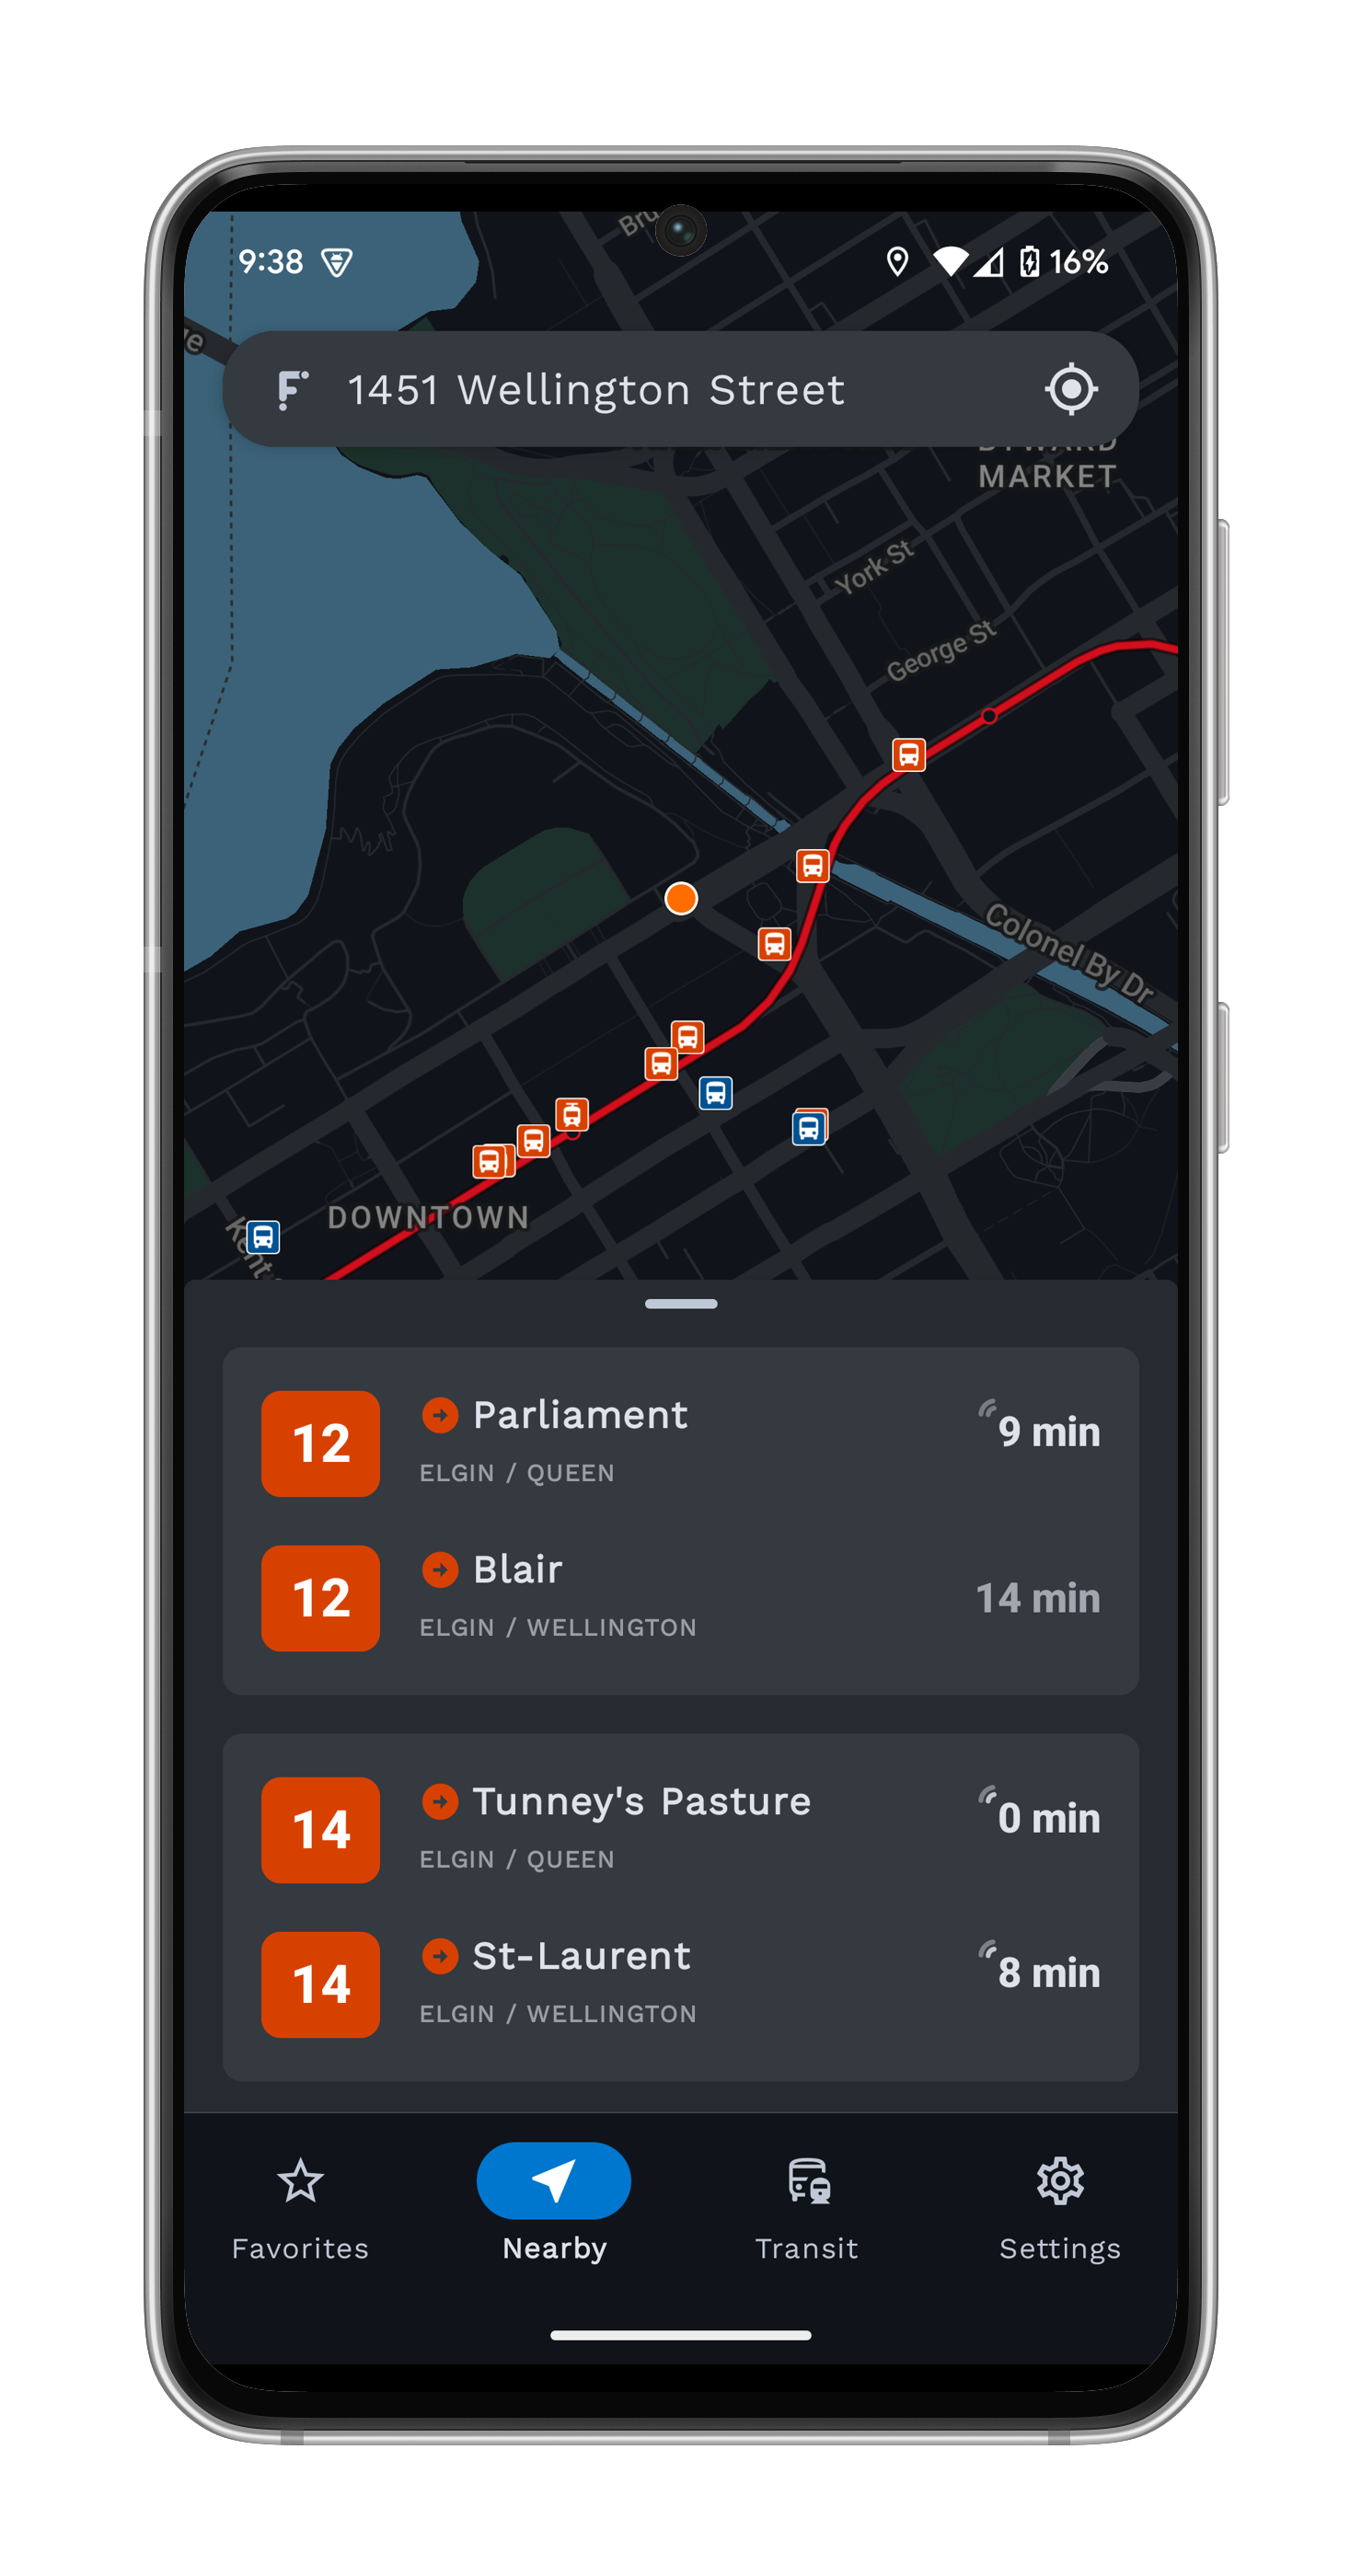 9:38
16%
1451 Wellington Street
MARKET
York St
George St
Colonel By Dr
DOWNTOWN
12
Parliament
9 min
ELGIN / QUEEN
12
Blair
14 min
ELGIN / WELLINGTON
14
Tunney's Pasture
0 min
ELGIN / QUEEN
14
St-Laurent
8 min
ELGIN / WELLINGTON
Favorites
Nearby
Transit
Settings